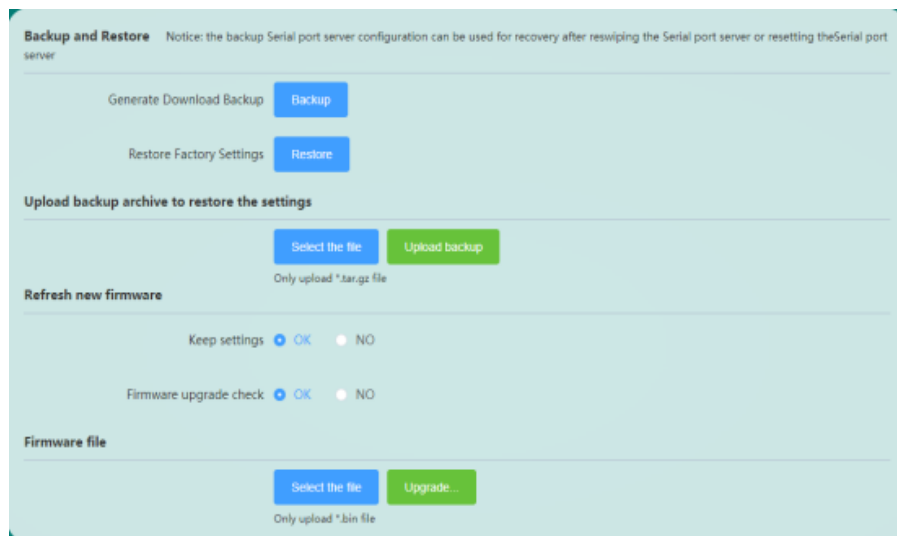 Backup and Restore Notice: the backup Serial port server configuration can be used for recovery after reswiping the Serial port server or resetting theSerial port
server
Generate Download Backup Backup
Restore Factory Settings Restore
Upload backup archive to restore the settings
Select the file Upload backup
Only upload *.tar.gz file
Refresh new firmware
Keep settings OK NO
Firmware upgrade check OK NO
Firmware file
Select the file Upgrade...
Only upload *.bin file